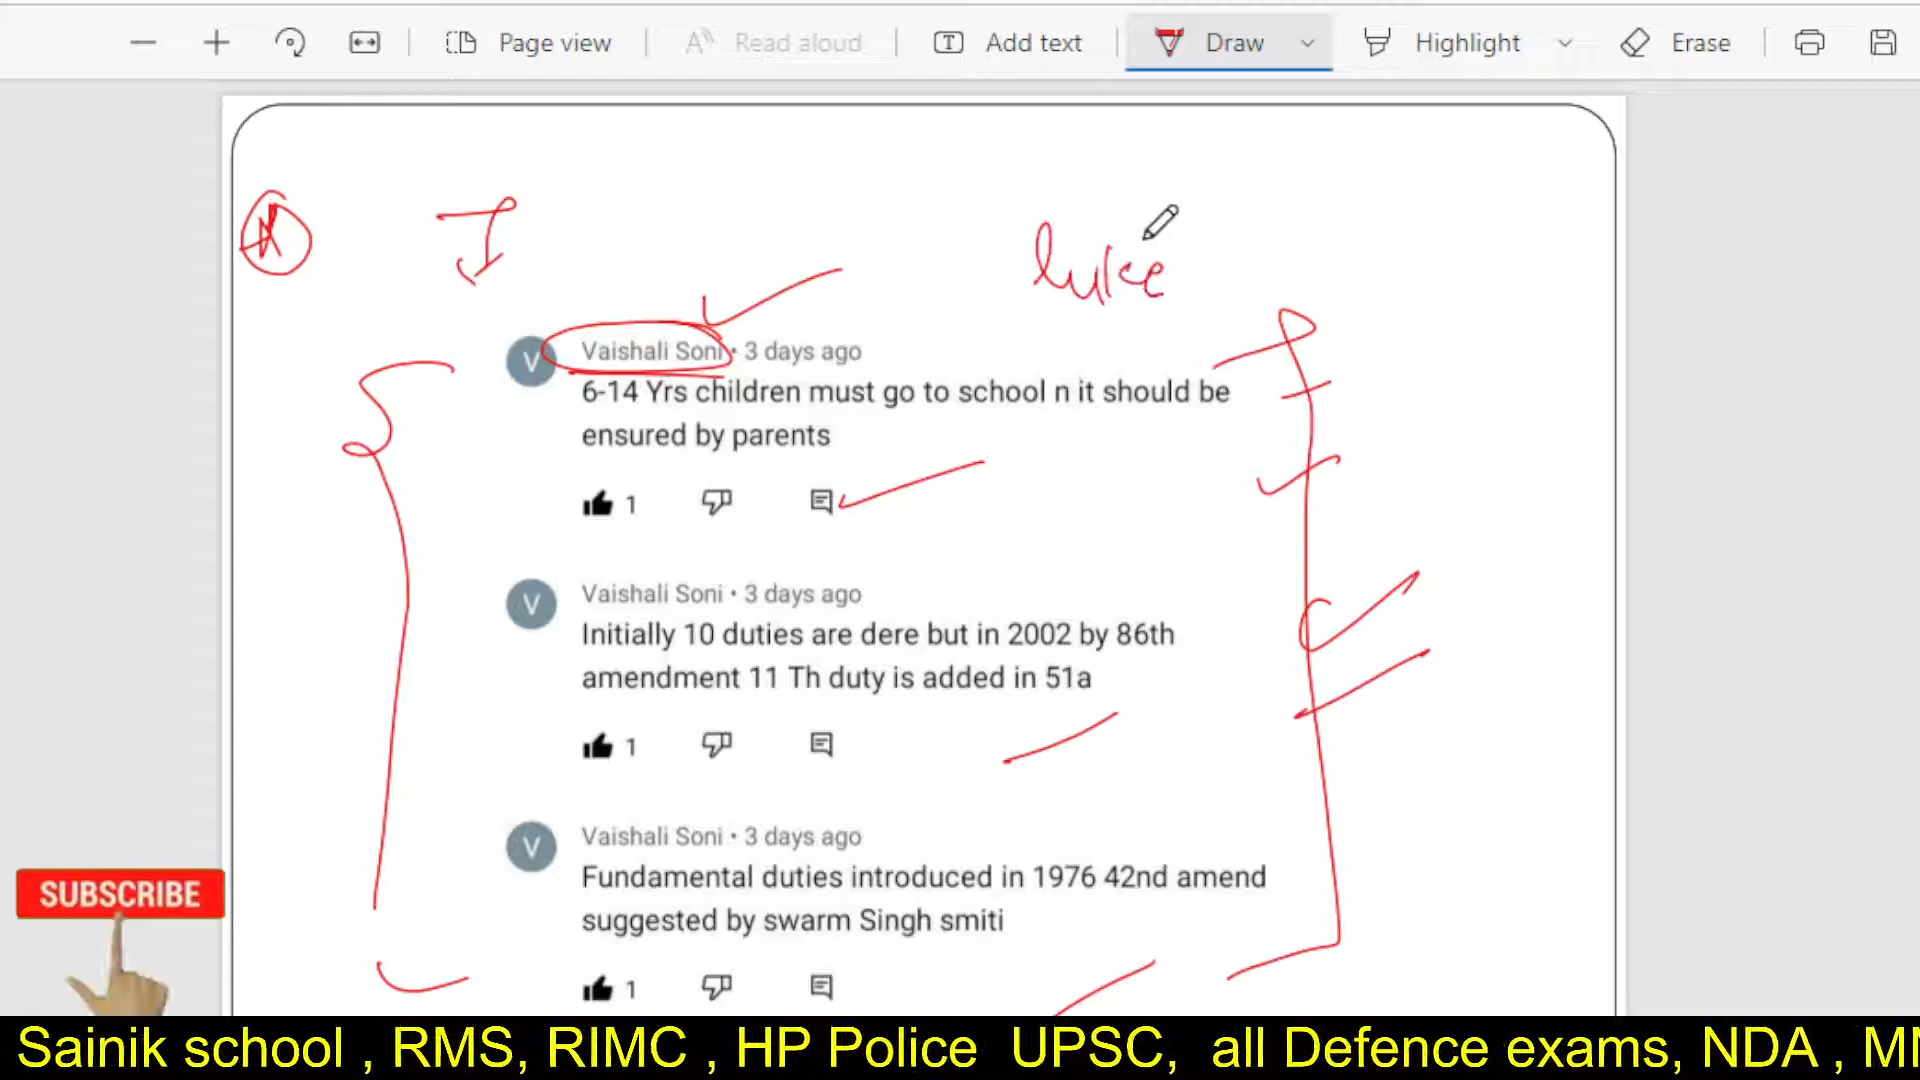 Page view
Read aloud
Add text
Draw
Highlight
Erase
luke
V
Vaishali Soni • 3 days ago
6-14 Yrs children must go to school n it should be
ensured by parents
1
V
Vaishali Soni • 3 days ago
Initially 10 duties are dere but in 2002 by 86th
amendment 11 Th duty is added in 51a
1
V
Vaishali Soni • 3 days ago
Fundamental duties introduced in 1976 42nd amend
suggested by swarm Singh smiti
1
SUBSCRIBE
Sainik school , RMS, RIMC , HP Police UPSC, all Defence exams, NDA , MN